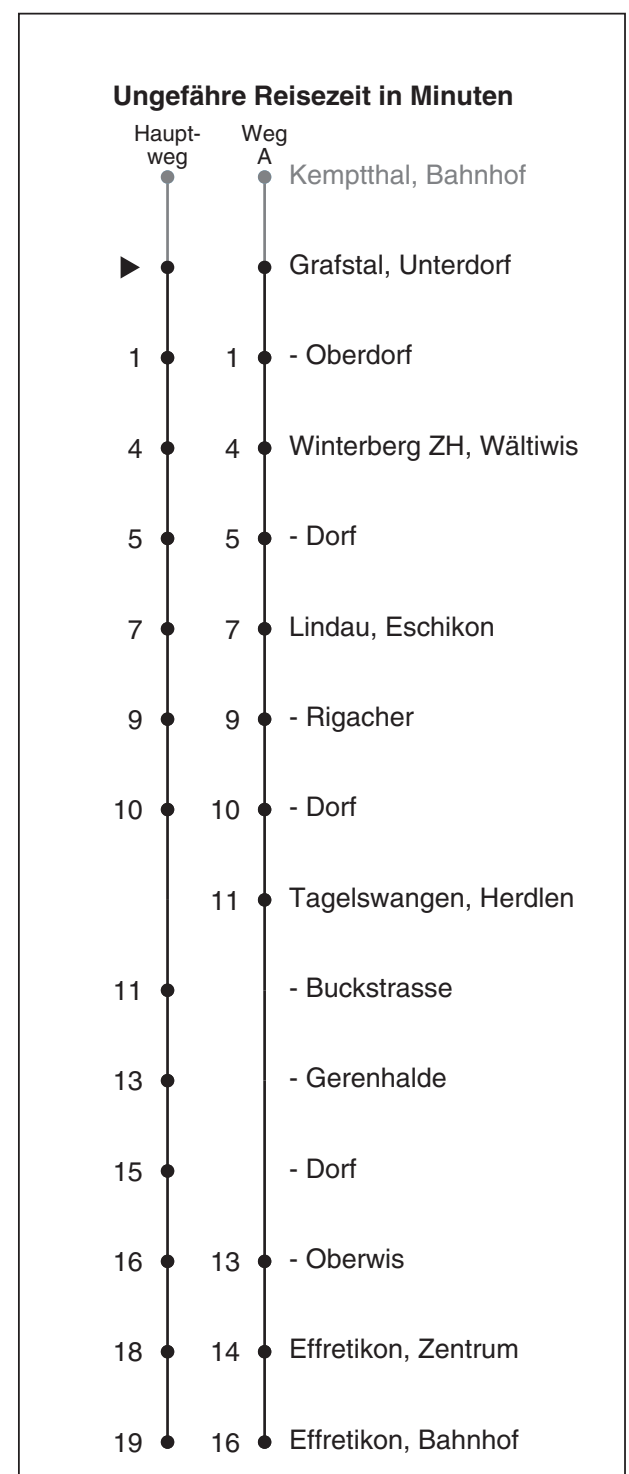 Ungefähre Reisezeit in Minuten
Haupt- Weg
weg A
Kemptthal, Bahnhof
Grafstal, Unterdorf
1 1 - Oberdorf
4 4 Winterberg ZH, Wältiwis
5 5 - Dorf
7 7 Lindau, Eschikon
9 9 - Rigacher
10 10 - Dorf
11 Tagelswangen, Herdlen
11 - Buckstrasse
13 - Gerenhalde
15 - Dorf
16 13 - Oberwis
18 14 Effretikon, Zentrum
19 16 Effretikon, Bahnhof